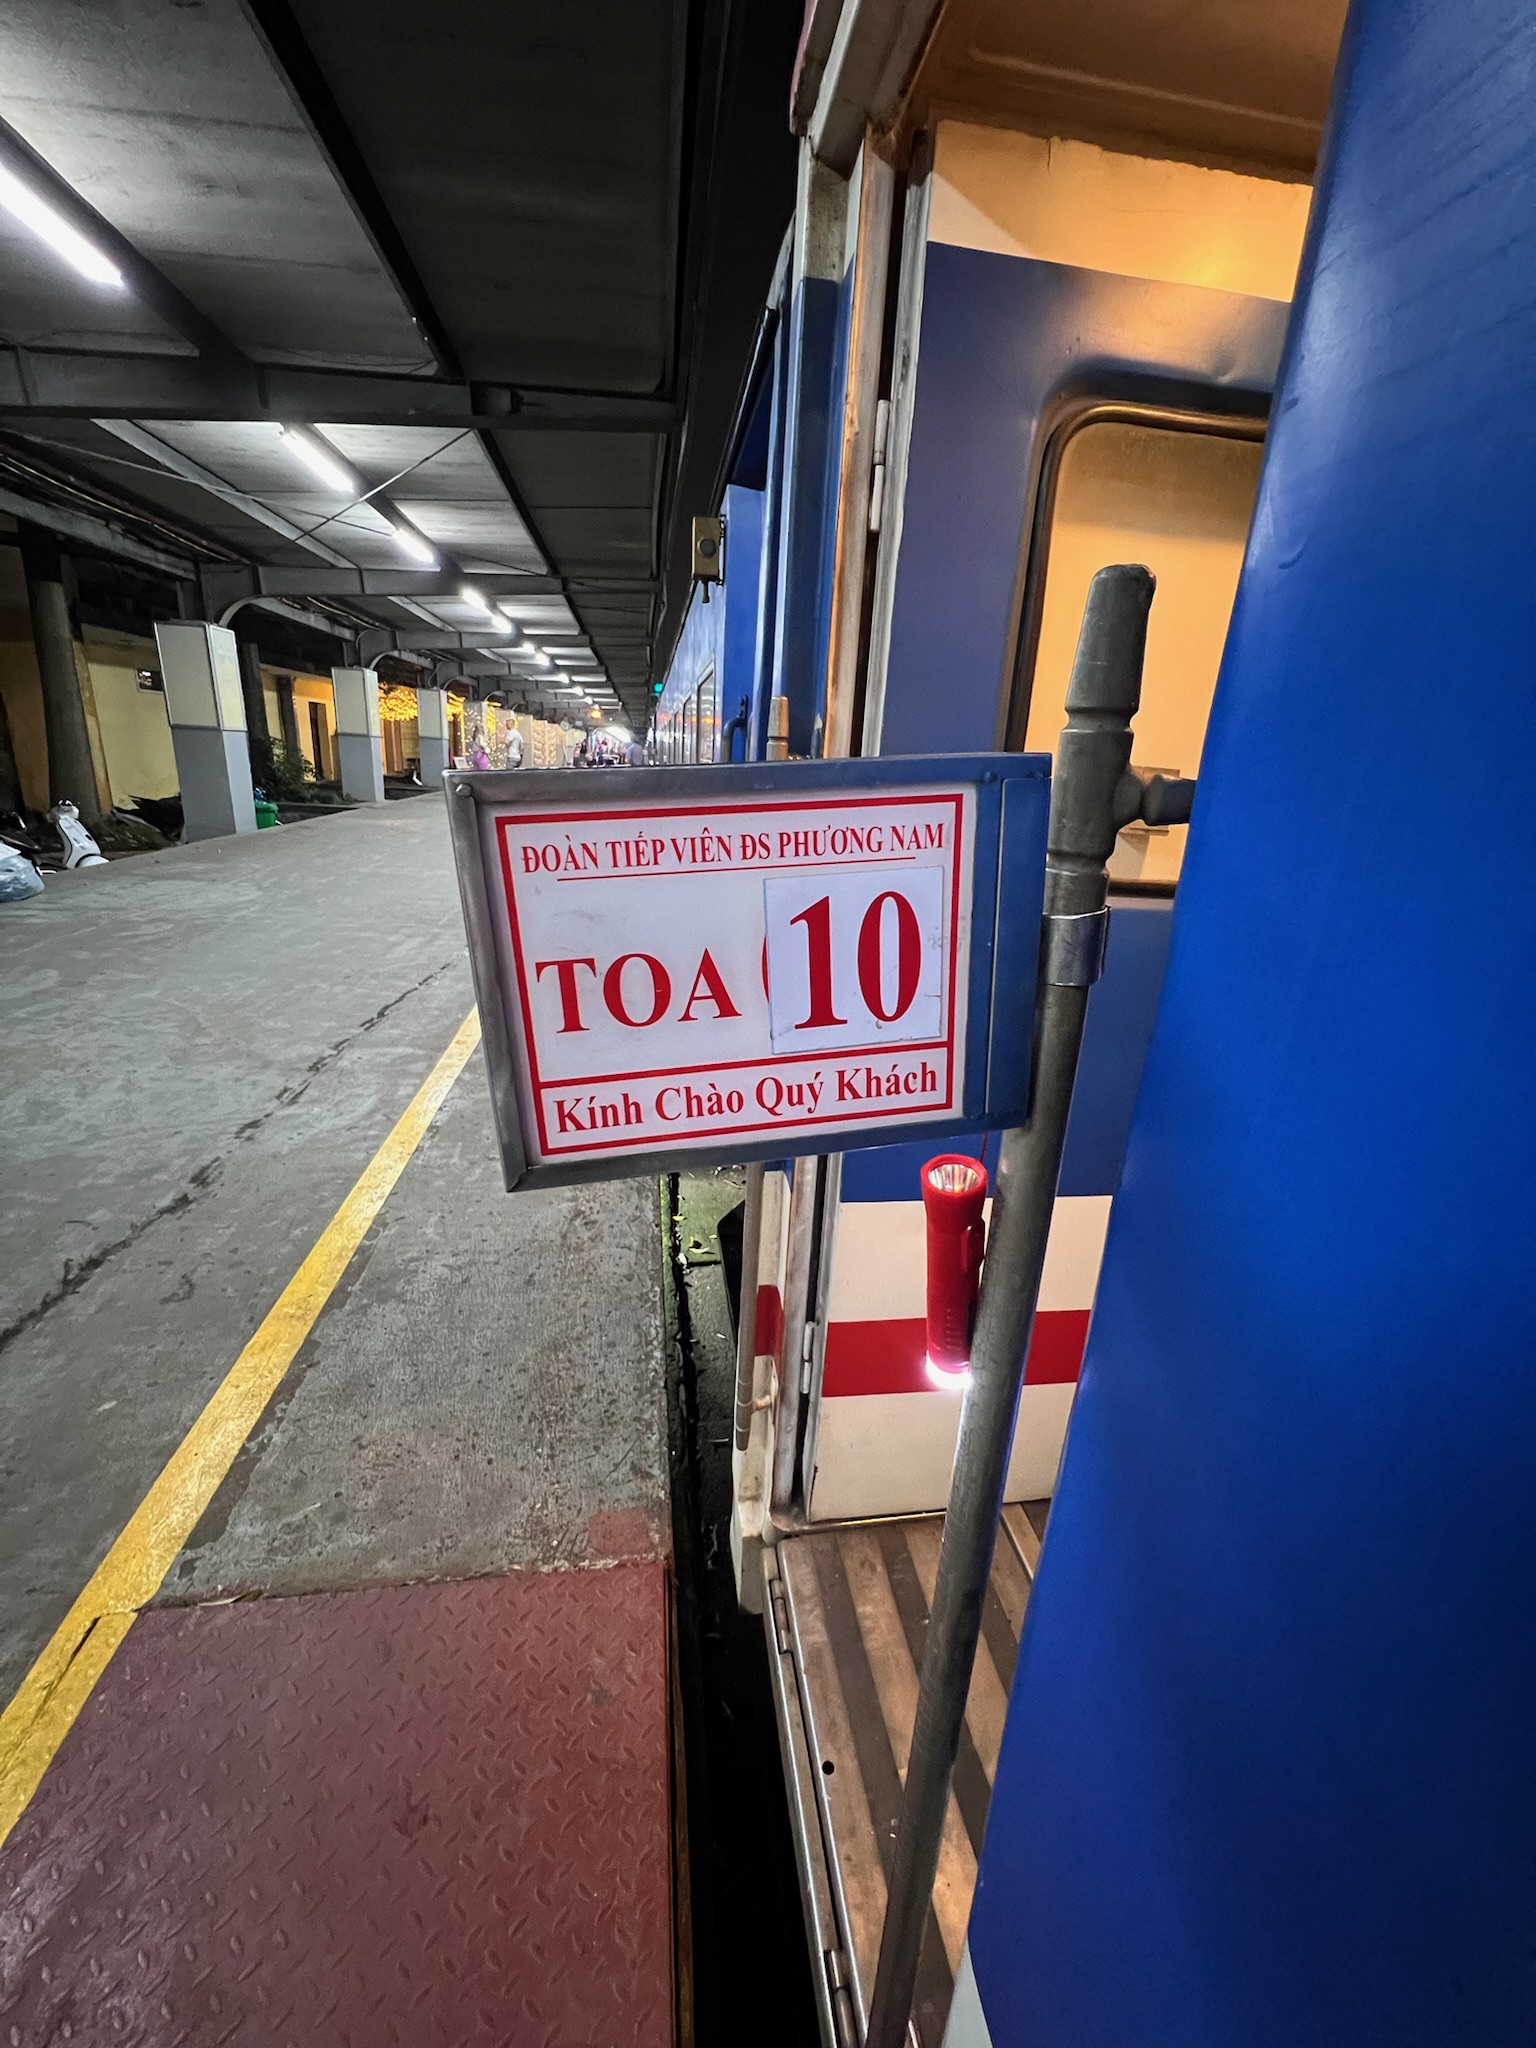 ĐOÀN TIẾP VIÊN ĐS PHƯƠNG NAM
TOA 10
Kính Chào Quý Khách